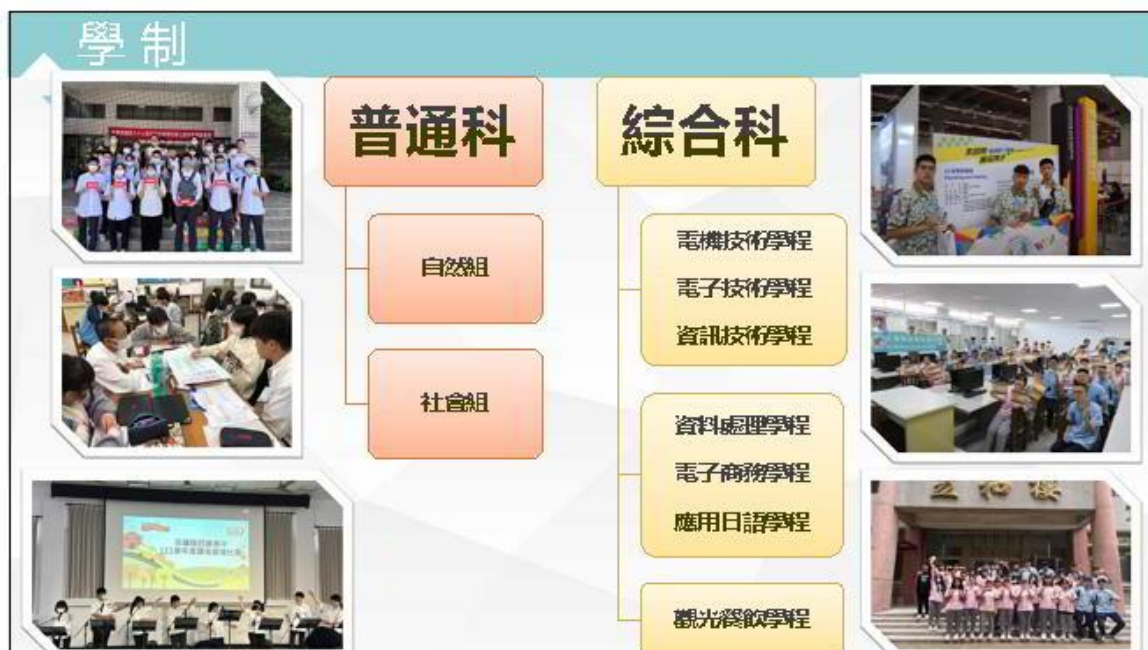 學制
普通科
自然組
社會組
綜合科
電機技術學程
電子技術學程
資訊技術學程
資料處理學程
電子商務學程
應用日語學程
觀光餐飲學程